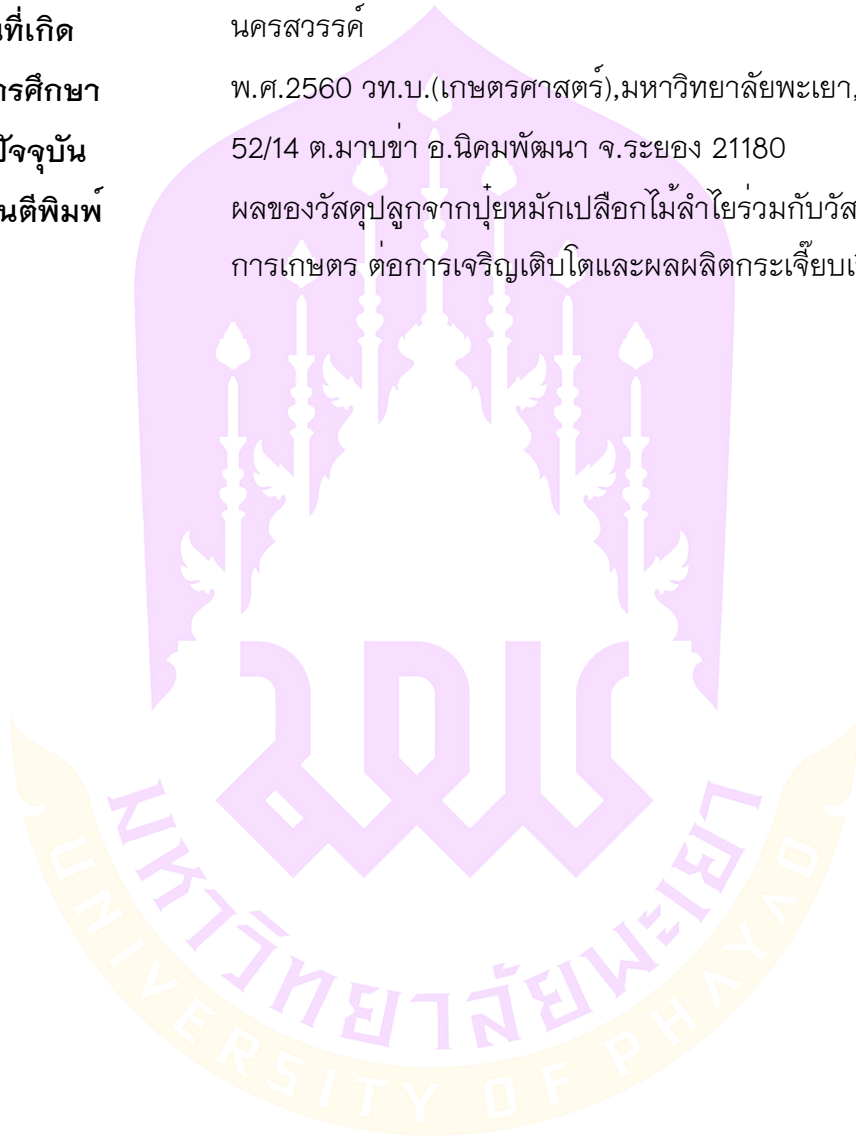 นที่เกิด นครสวรรค์
ารศึกษา พ.ศ.2560 วท.บ.(เกษตรศาสตร์),มหาวิทยาลัยพะเยา,
ปัจจุบัน 52/14 ต.มาบข่า อ.นิคมพัฒนา จ.ระยอง 21180
นตีพิมพ์ ผลของวัสดุปลูกจากปุ๋ยหมักเปลือกไม้ลำไยร่วมกับวัส
การเกษตร ต่อการเจริญเติบโตและผลผลิตกระเจี๊ยบเ
มหาวิทยาลัยพะเยา
UNIVERSITY OF PHAYAO